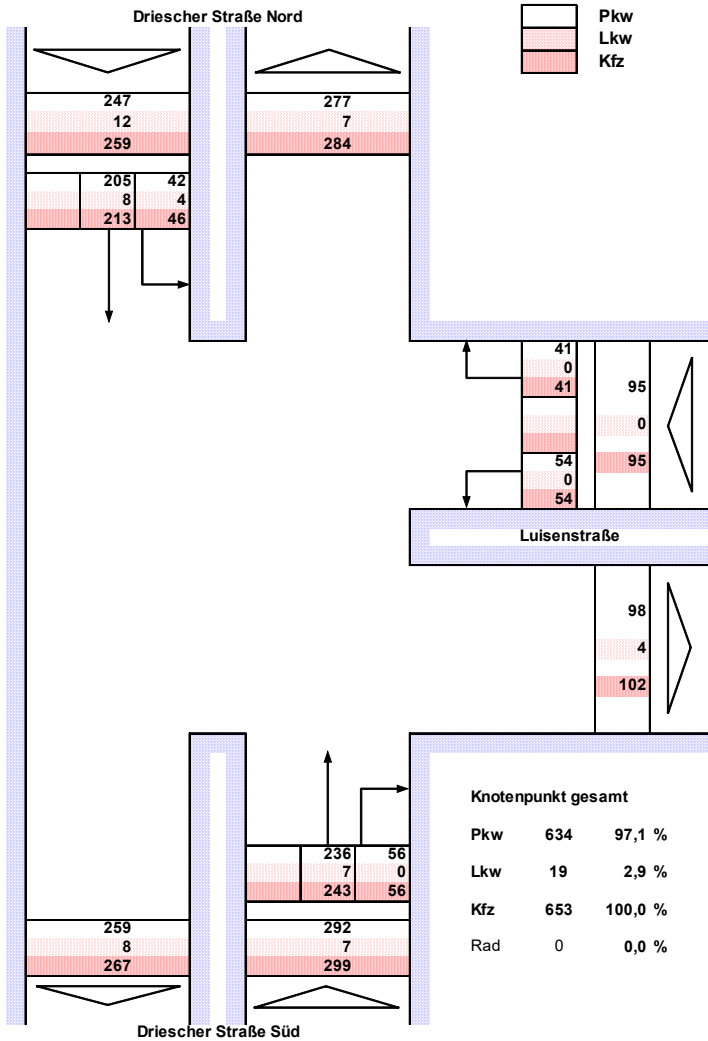 Driescher Straße Nord
Pkw
Lkw
Kfz
247 277
12 7
259 284
205 42
8 4
213 46
41
0
41
95
0
95
54
0
54
Luisenstraße
98
4
102
Knotenpunkt gesamt
Pkw 634 97,1 %
Lkw 19 2,9 %
Kfz 653 100,0 %
Rad 0 0,0 %
236 56
7 0
243 56
259 292
8 7
267 299
Driescher Straße Süd